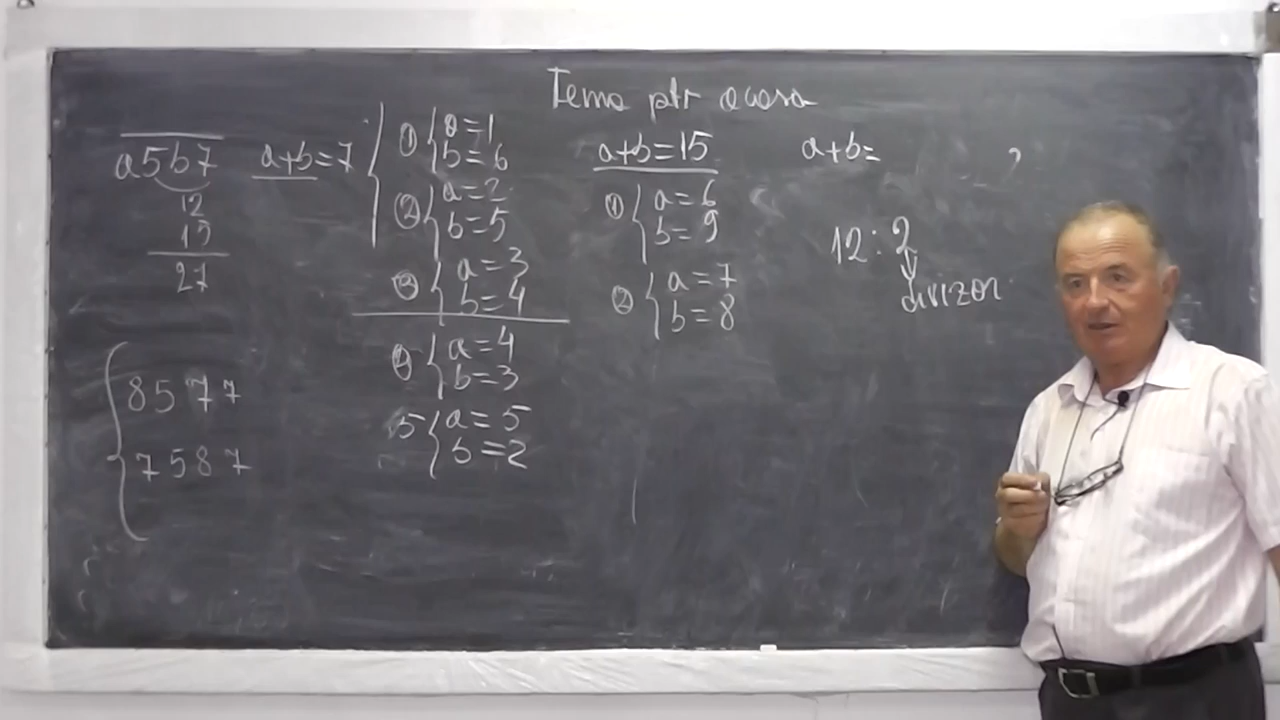 Tema ptr acasa
a5b7 a+b=7
12
15
27
8577
7587
① a=1
b=6
② a=2
b=5
③ a=3
b=4
④ a=4
b=3
5 a=5
b=2
a+b=15
① a=6
b=9
② a=7
b=8
a+b=
12:2
divizor